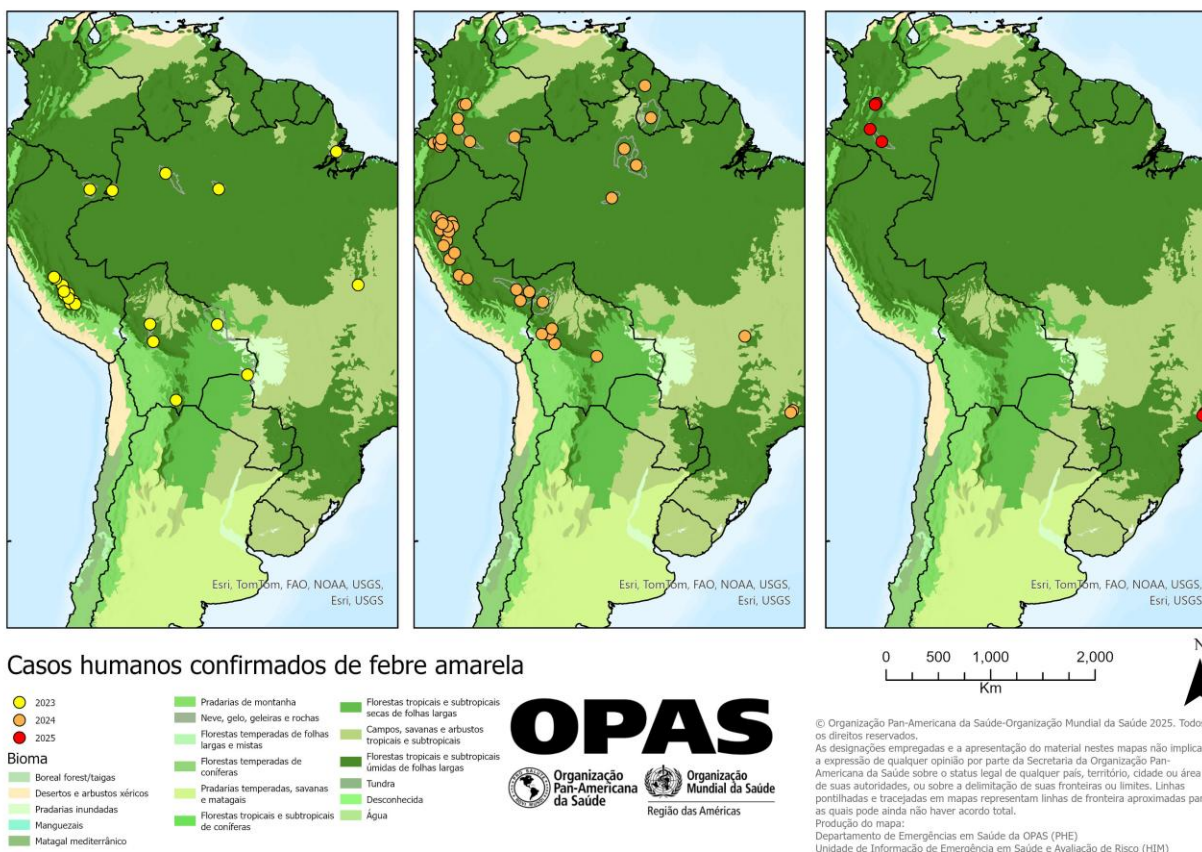 Esri, TomTom, FAO, NOAA, USGS,
Esri, USGS
Esri, TomTom, FAO, NOAA, USGS,
Esri, USGS
Esri, TomTom, FAO, NOAA, USGS,
Esri, USGS
Casos humanos confirmados de febre amarela
2023
2024
2025
Bioma
Boreal forest/taigas
Desertos e arbustos xéricos
Pradarias inundadas
Manguezais
Matagal mediterrâneo
Pradarias de montanha
Neve, gelo, geleiras e rochas
Florestas temperadas de folhas
largas e mistas
Florestas temperadas de
coníferas
Pradarias temperadas, savanas
e matagais
Florestas tropicais e subtropicais
de coníferas
Florestas tropicais e subtropicais
secas de folhas largas
Campos, savanas e arbustos
tropicais e subtropicais
Florestas tropicais e subtropicais
úmidas de folhas largas
Tundra
Desconhecida
Água
OPAS
Organização
Pan-Americana
da Saúde
Organização
Mundial da Saúde
Região das Américas
0 500 1,000 2,000
Km
N
© Organização Pan-Americana da Saúde-Organização Mundial da Saúde 2025. Todos
os direitos reservados.
As designações empregadas e a apresentação do material nestes mapas não implica
a expressão de qualquer opinião por parte da Secretaria da Organização Pan-
Americana da Saúde sobre o status legal de qualquer país, território, cidade ou área
de suas autoridades, ou sobre a delimitação de suas fronteiras ou limites. Linhas
pontilhadas e tracejadas em mapas representam linhas de fronteira aproximadas par
as quais pode ainda não haver acordo total.
Produção do mapa:
Departamento de Emergências em Saúde da OPAS (PHE)
Unidade de Informação de Emergência em Saúde e Avaliação de Risco (HIM)